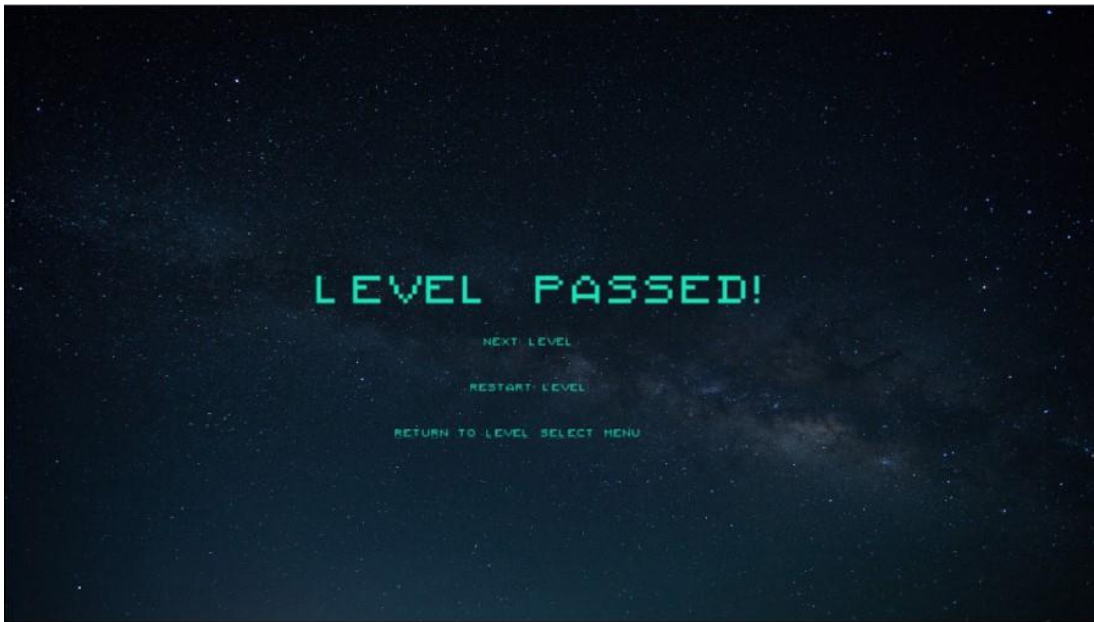 LEVEL PASSED!
NEXT LEVEL
RESTART LEVEL
RETURN TO LEVEL SELECT MENU